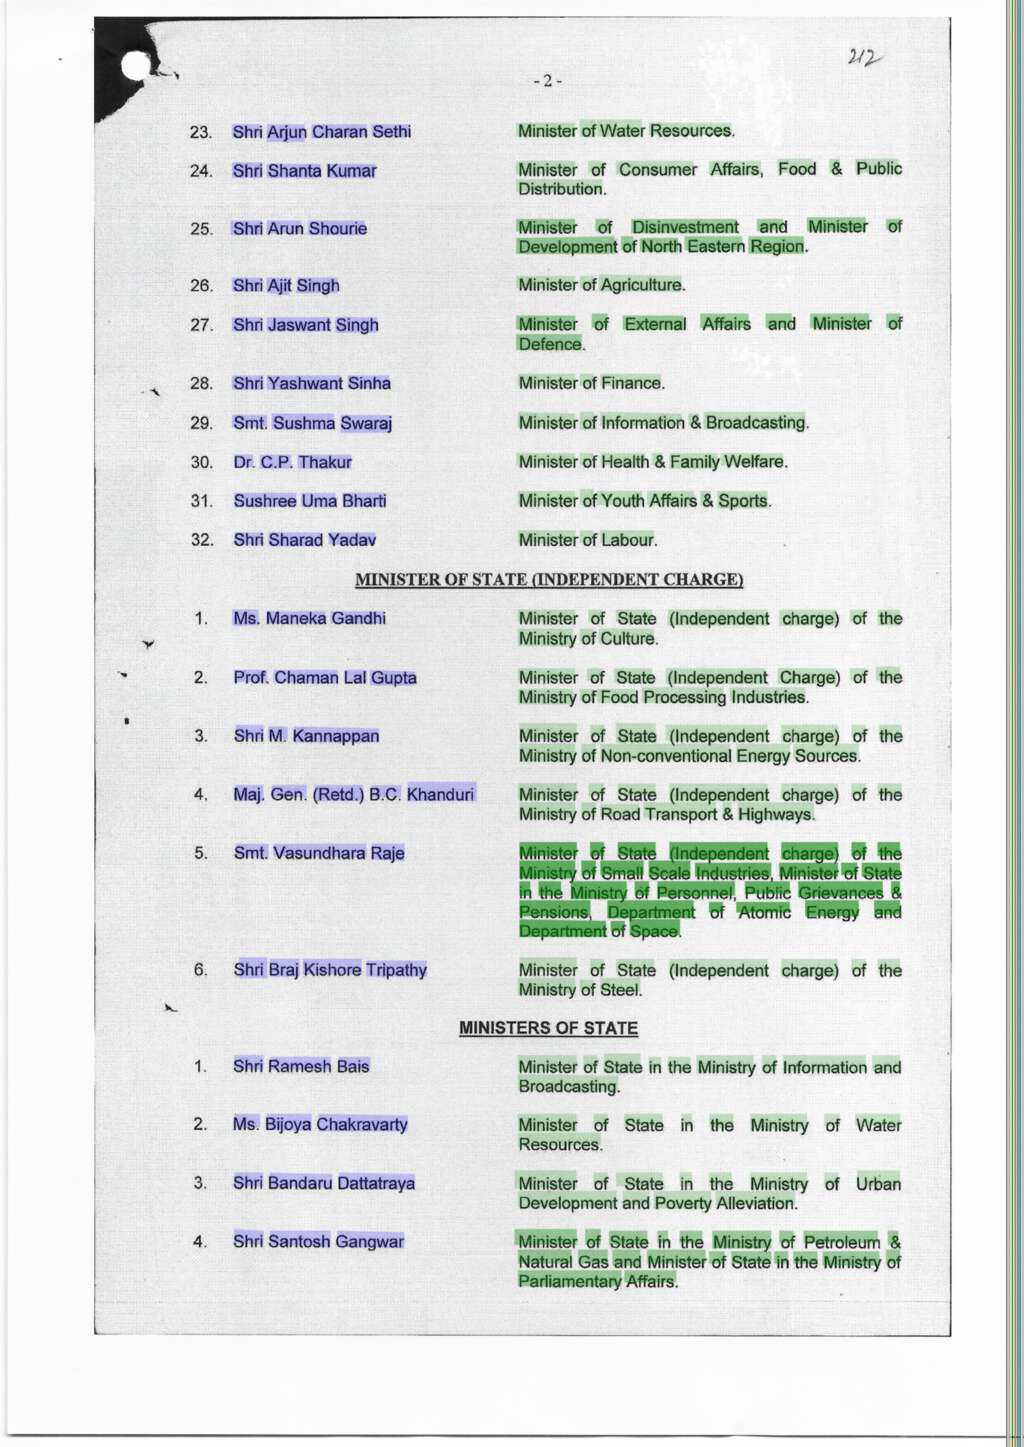 212
- 2 -
23. Shri Arjun Charan Sethi Minister of Water Resources.
24. Shri Shanta Kumar Minister of Consumer Affairs, Food & Public
Distribution.
25. Shri Arun Shourie Minister of Disinvestment and Minister of
Development of North Eastern Region.
26. Shri Ajit Singh Minister of Agriculture.
27. Shri Jaswant Singh Minister of External Affairs and Minister of
Defence.
28. Shri Yashwant Sinha Minister of Finance.
29. Smt. Sushma Swaraj Minister of Information & Broadcasting.
30. Dr. C.P. Thakur Minister of Health & Family Welfare.
31. Sushree Uma Bharti Minister of Youth Affairs & Sports.
32. Shri Sharad Yadav Minister of Labour.
MINISTER OF STATE (INDEPENDENT CHARGE)
1. Ms. Maneka Gandhi Minister of State (Independent charge) of the
Ministry of Culture.
2. Prof. Chaman Lal Gupta Minister of State (Independent Charge) of the
Ministry of Food Processing Industries.
3. Shri M. Kannappan Minister of State (Independent charge) of the
Ministry of Non-conventional Energy Sources.
4. Maj. Gen. (Retd.) B.C. Khanduri Minister of State (Independent charge) of the
Ministry of Road Transport & Highways.
5. Smt. Vasundhara Raje Minister of State (Independent charge) of the
Ministry of Small Scale Industries, Minister of State
in the Ministry of Personnel, Public Grievances &
Pensions, Department of Atomic Energy and
Department of Space.
6. Shri Braj Kishore Tripathy Minister of State (Independent charge) of the
Ministry of Steel.
MINISTERS OF STATE
1. Shri Ramesh Bais Minister of State in the Ministry of Information and
Broadcasting.
2. Ms. Bijoya Chakravarty Minister of State in the Ministry of Water
Resources.
3. Shri Bandaru Dattatraya Minister of State in the Ministry of Urban
Development and Poverty Alleviation.
4. Shri Santosh Gangwar Minister of State in the Ministry of Petroleum &
Natural Gas and Minister of State in the Ministry of
Parliamentary Affairs.